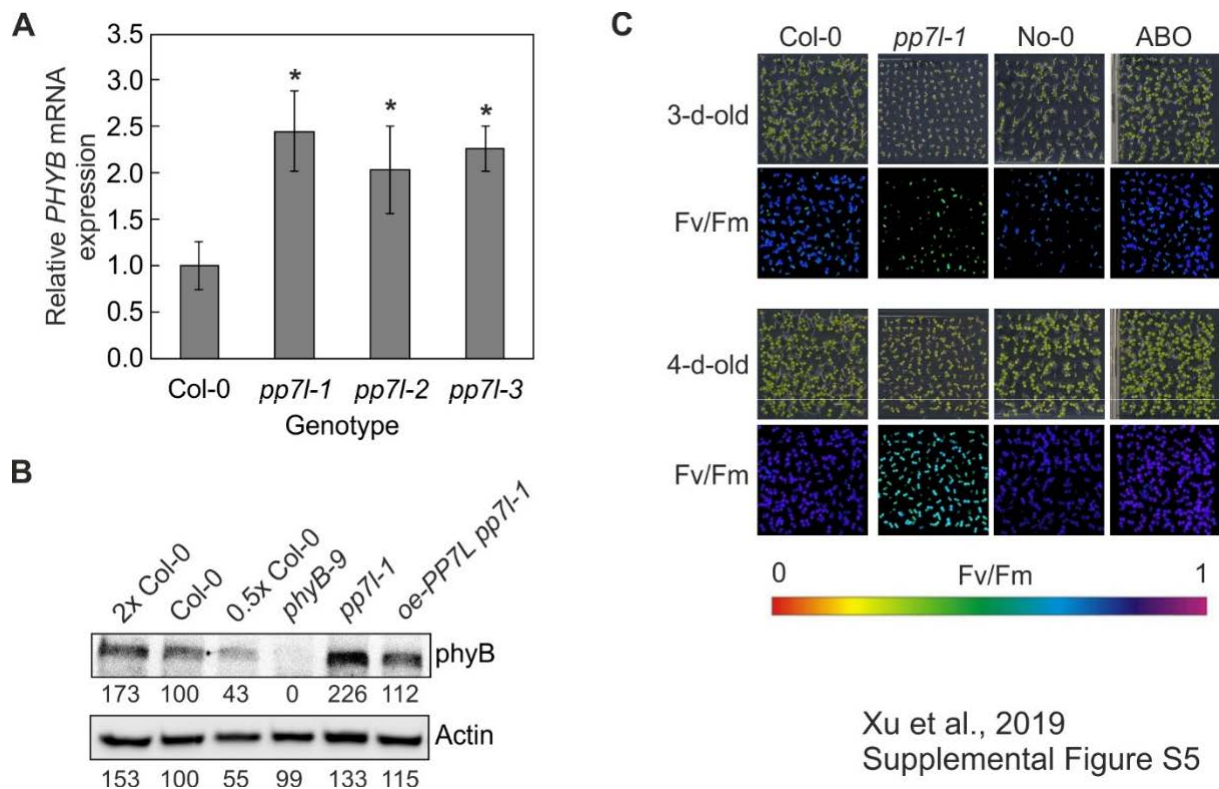 A
3.5
3.0
2.5
2.0
1.5
1.0
0.5
0.0
Relative PHYB mRNA
expression
* * *
Col-0 pp7l-1 pp7l-2 pp7l-3
Genotype
B
2x Col-0 Col-0 0.5x Col-0 phyB-9 pp7l-1 oe-PP7L pp7l-1
phyB
173 100 43 0 226 112
Actin
153 100 55 99 133 115
C
Col-0 pp7l-1 No-0 ABO
3-d-old
Fv/Fm
4-d-old
Fv/Fm
0 Fv/Fm 1
Xu et al., 2019
Supplemental Figure S5